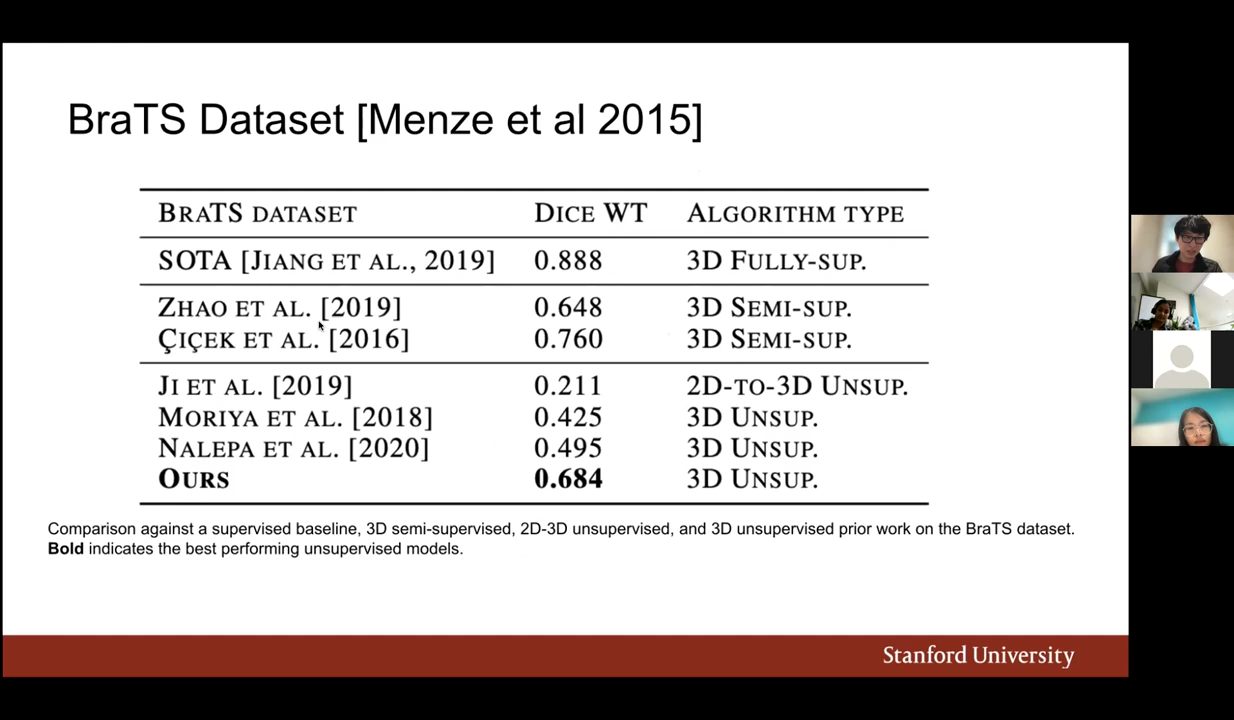 BraTS Dataset [Menze et al 2015]
BRATS DATASET DICE WT ALGORITHM TYPE
SOTA [JIANG ET AL., 2019] 0.888 3D FULLY-SUP.
ZHAO ET AL. [2019] 0.648 3D SEMI-SUP.
ÇIÇEK ET AL. [2016] 0.760 3D SEMI-SUP.
JI ET AL. [2019] 0.211 2D-TO-3D UNSUP.
MORIYA ET AL. [2018] 0.425 3D UNSUP.
NALEPA ET AL. [2020] 0.495 3D UNSUP.
OURS 0.684 3D UNSUP.
Comparison against a supervised baseline, 3D semi-supervised, 2D-3D unsupervised, and 3D unsupervised prior work on the BraTS dataset.
Bold indicates the best performing unsupervised models.
Stanford University